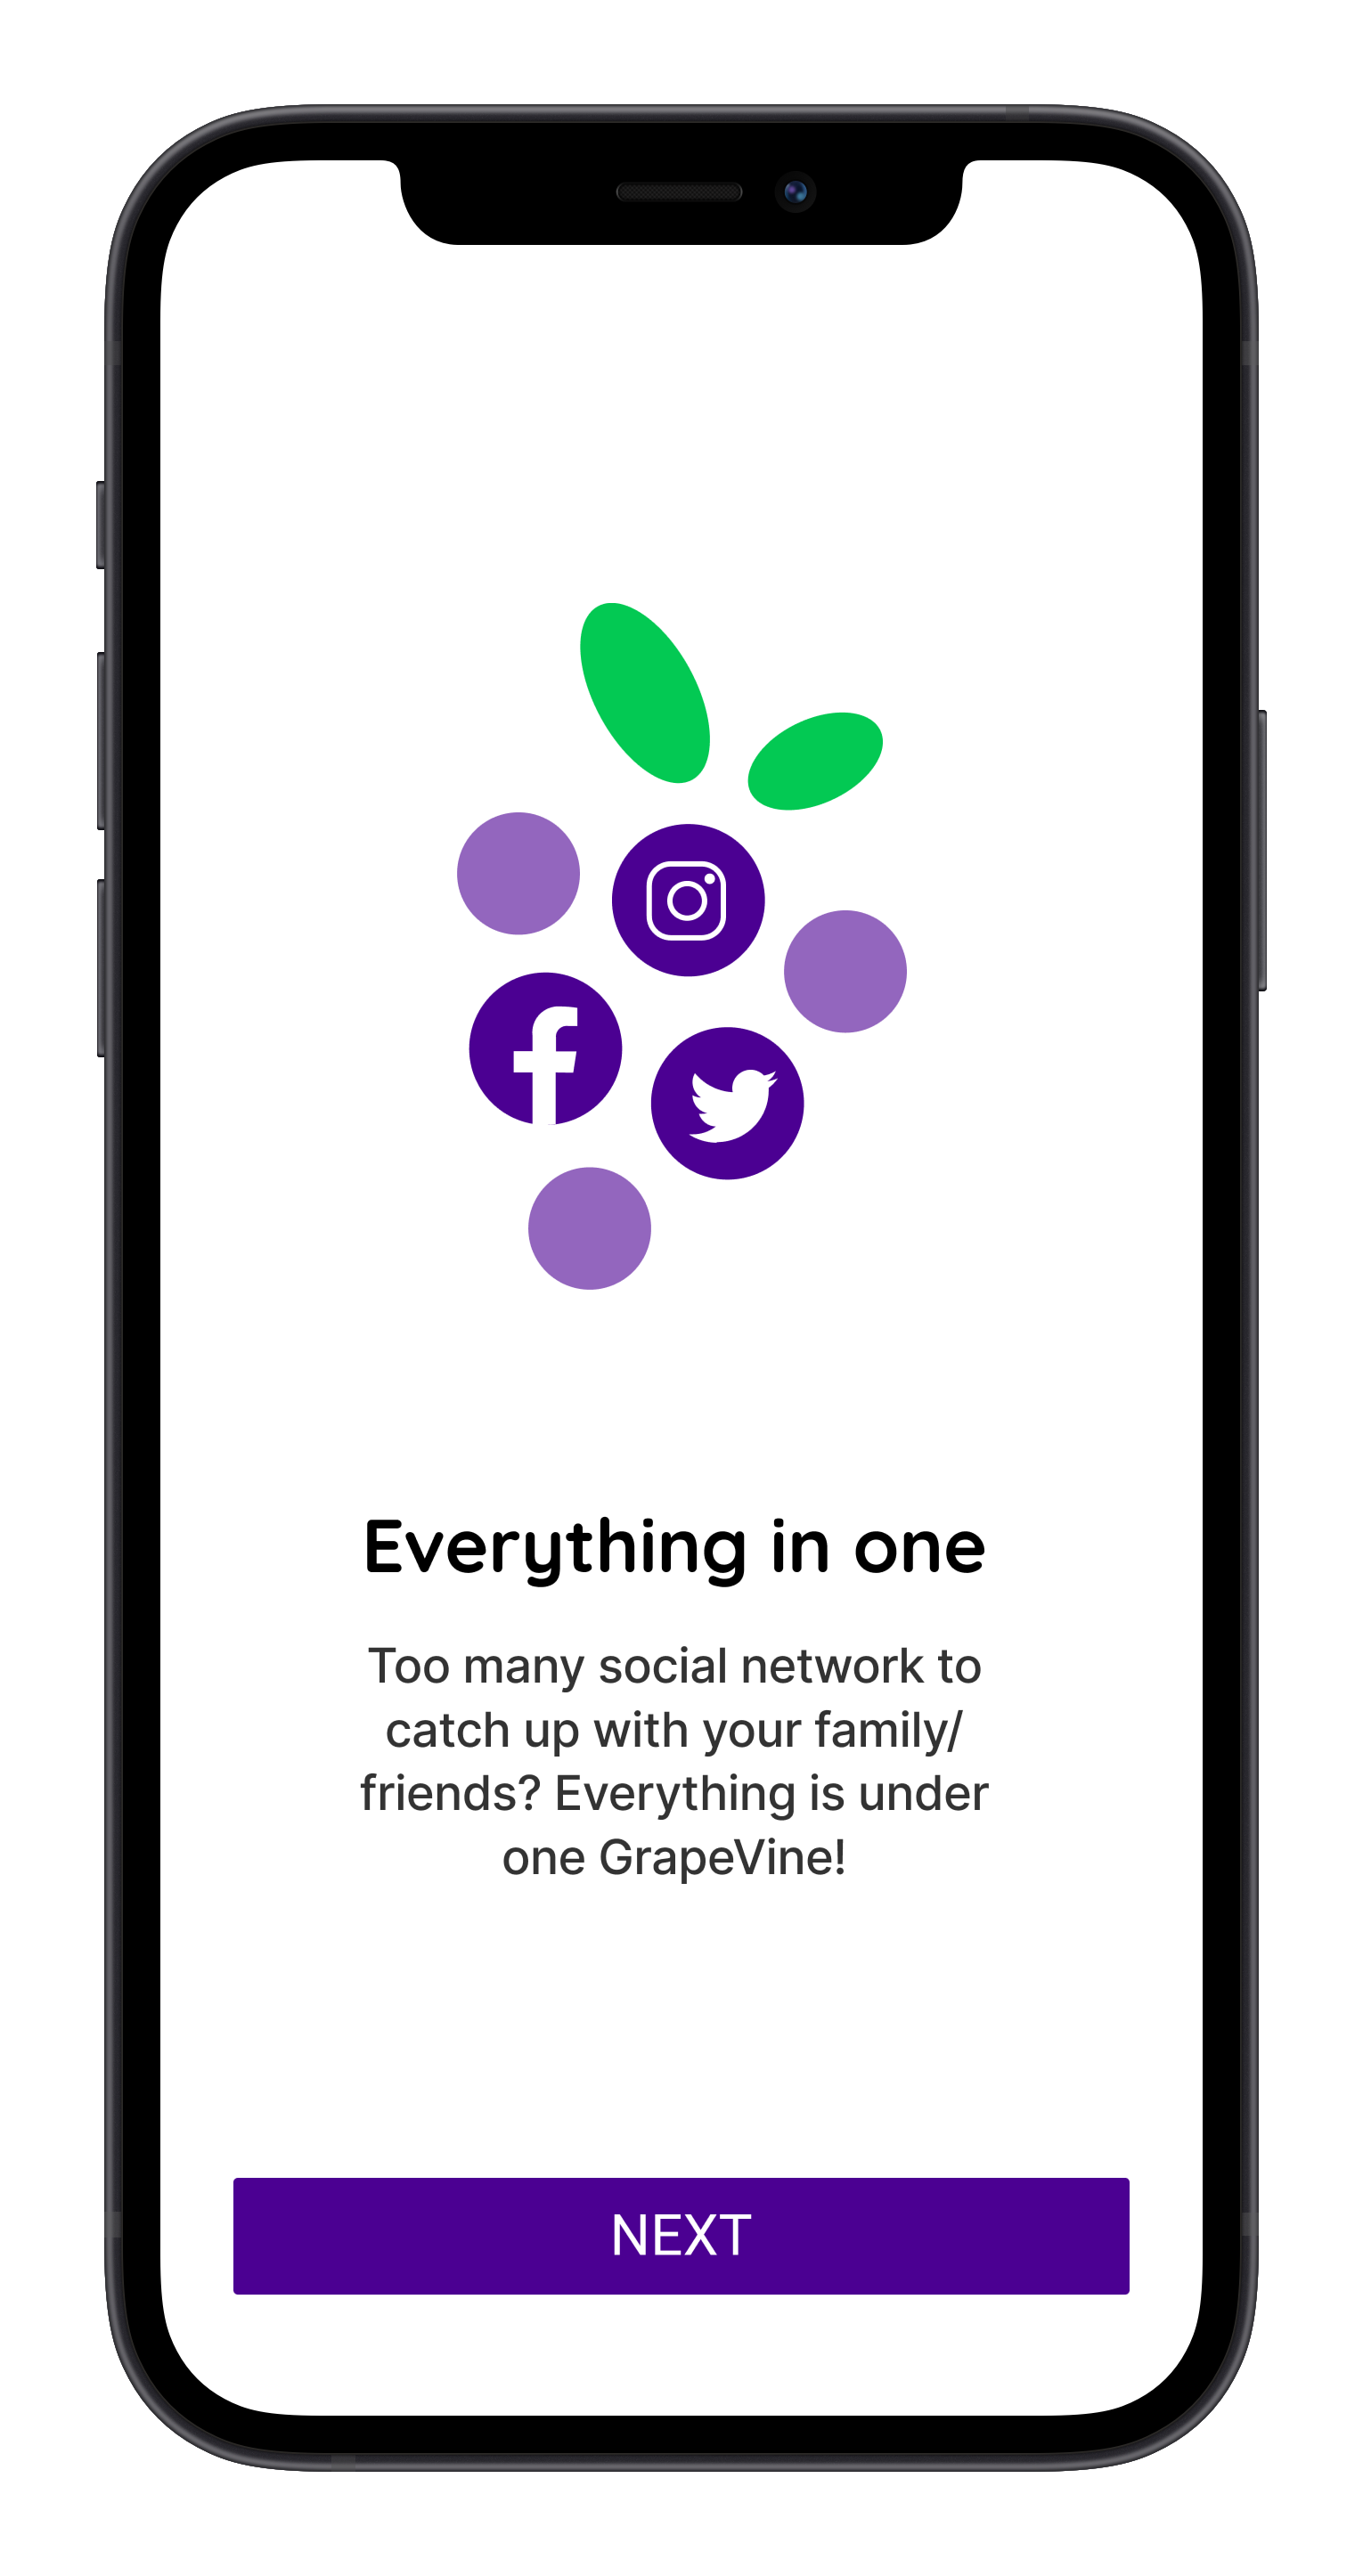 Everything in one
Too many social network to
catch up with your family/
friends? Everything is under
one GrapeVine!
NEXT